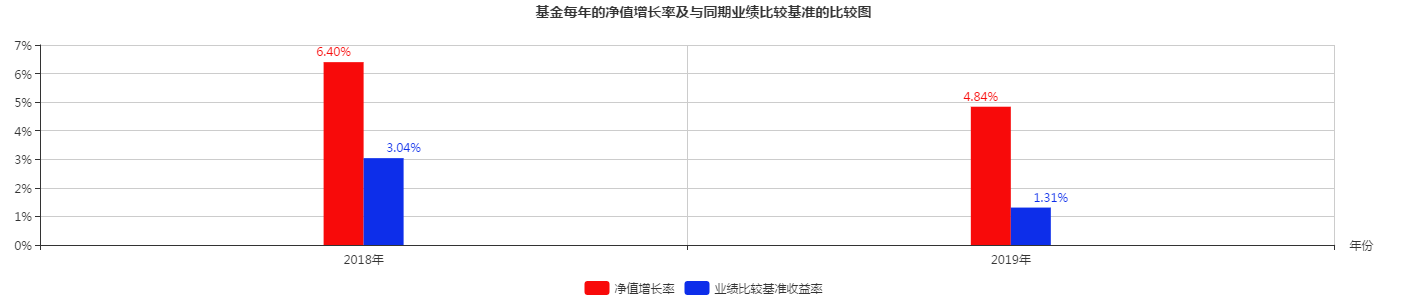 基金每年的净值增长率及与同期业绩比较基准的比较图
7%
6%
5%
4%
3%
2%
1%
0%
6.40%
3.04%
4.84%
1.31%
2018年
2019年
年份
净值增长率 业绩比较基准收益率